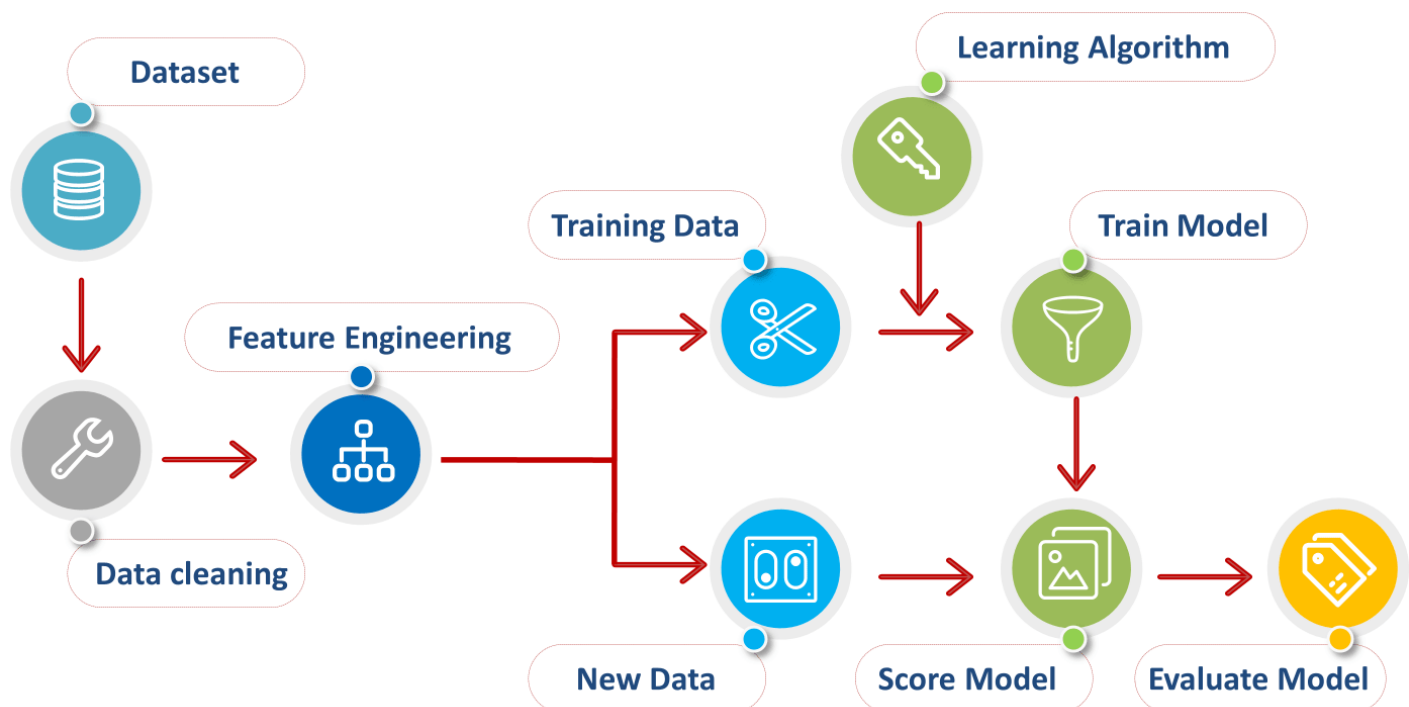 Dataset
Learning Algorithm
Training Data
Train Model
Feature Engineering
Data cleaning
New Data
Score Model
Evaluate Model